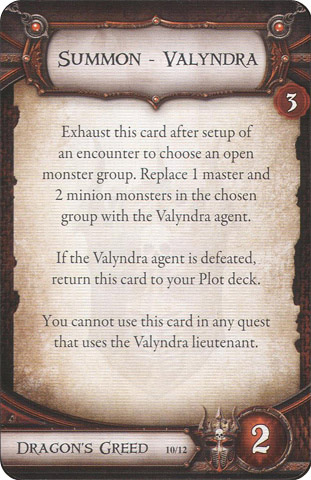 Summon - Valyndra
3
Exhaust this card after setup of
an encounter to choose an open
monster group. Replace 1 master and
2 minion monsters in the chosen
group with the Valyndra agent.
If the Valyndra agent is defeated,
return this card to your Plot deck.
You cannot use this card in any quest
that uses the Valyndra lieutenant.
Dragon's Greed 10/12 2